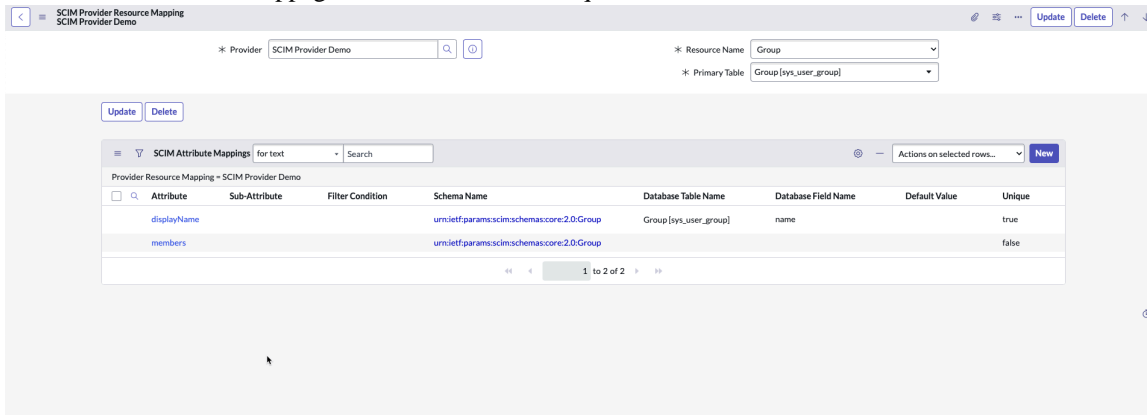 SCIM Provider Resource Mapping
SCIM Provider Demo
Update Delete
* Provider SCIM Provider Demo
* Resource Name Group
* Primary Table Group [sys_user_group]
Update Delete
SCIM Attribute Mappings for text Search Actions on selected rows... New
Provider Resource Mapping = SCIM Provider Demo
Attribute Sub-Attribute Filter Condition Schema Name Database Table Name Database Field Name Default Value Unique
displayName urn:ietf:params:scim:schemas:core:2.0:Group Group [sys_user_group] name true
members urn:ietf:params:scim:schemas:core:2.0:Group false
1 to 2 of 2